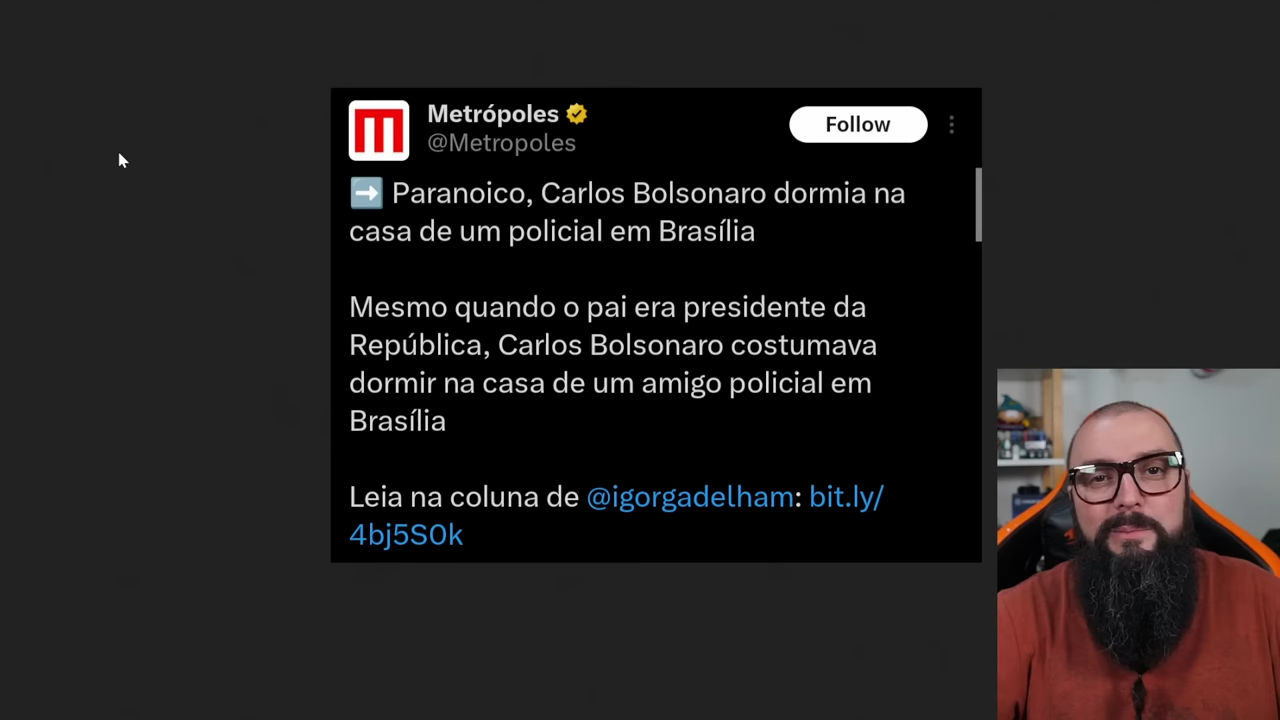 Metrópoles
Follow
@Metropoles
➡️ Paranoico, Carlos Bolsonaro dormia na
casa de um policial em Brasília
Mesmo quando o pai era presidente da
República, Carlos Bolsonaro costumava
dormir na casa de um amigo policial em
Brasília
Leia na coluna de @igorgadelham: bit.ly/
4bj5S0k